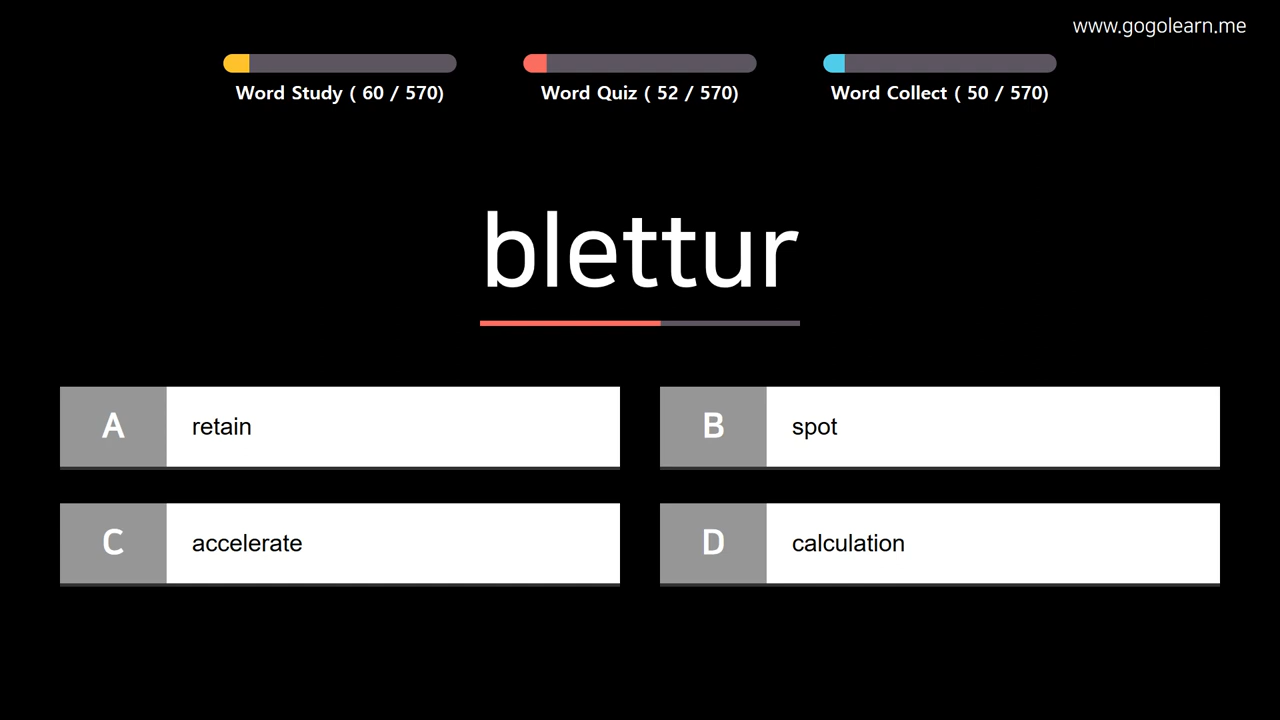 www.gogolearn.me
Word Study ( 60 / 570)
Word Quiz ( 52 / 570)
Word Collect ( 50 / 570)
blettur
A retain
B spot
C accelerate
D calculation